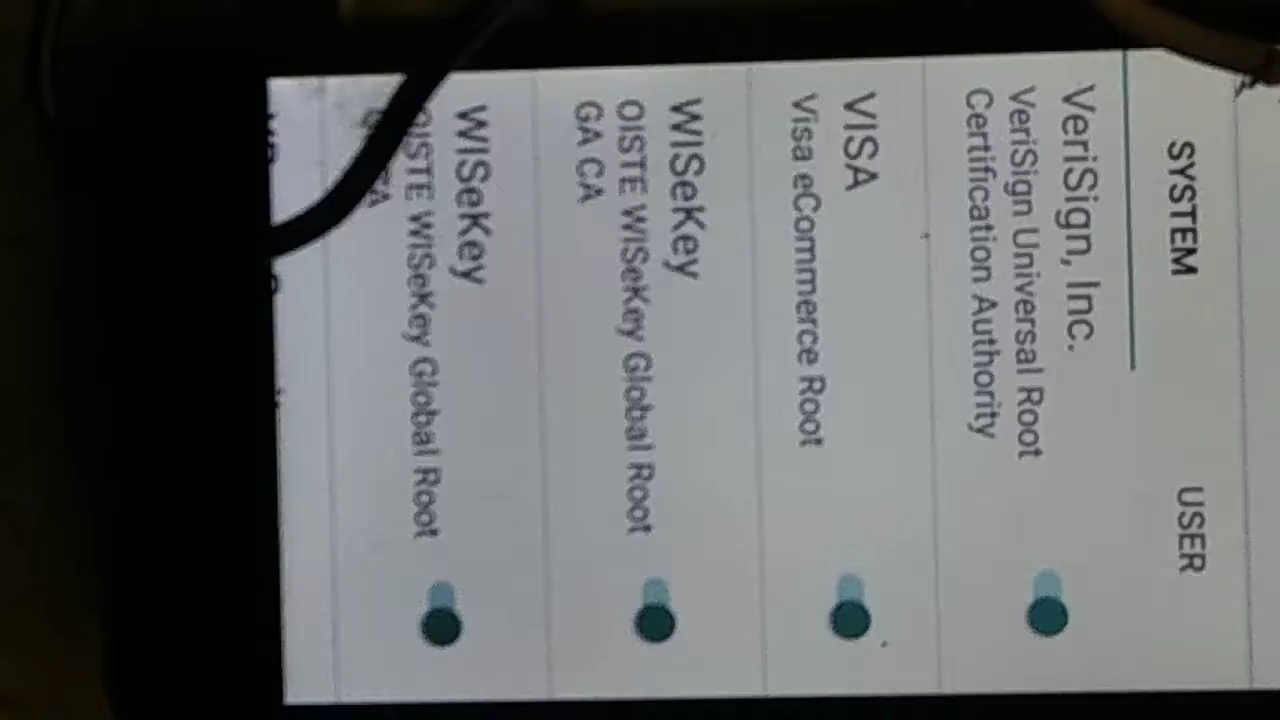 SYSTEM USER
VeriSign, Inc.
VeriSign Universal Root
Certification Authority
VISA
Visa eCommerce Root
WISeKey
OISTE WISeKey Global Root
GA CA
WISeKey
OISTE WISeKey Global Root